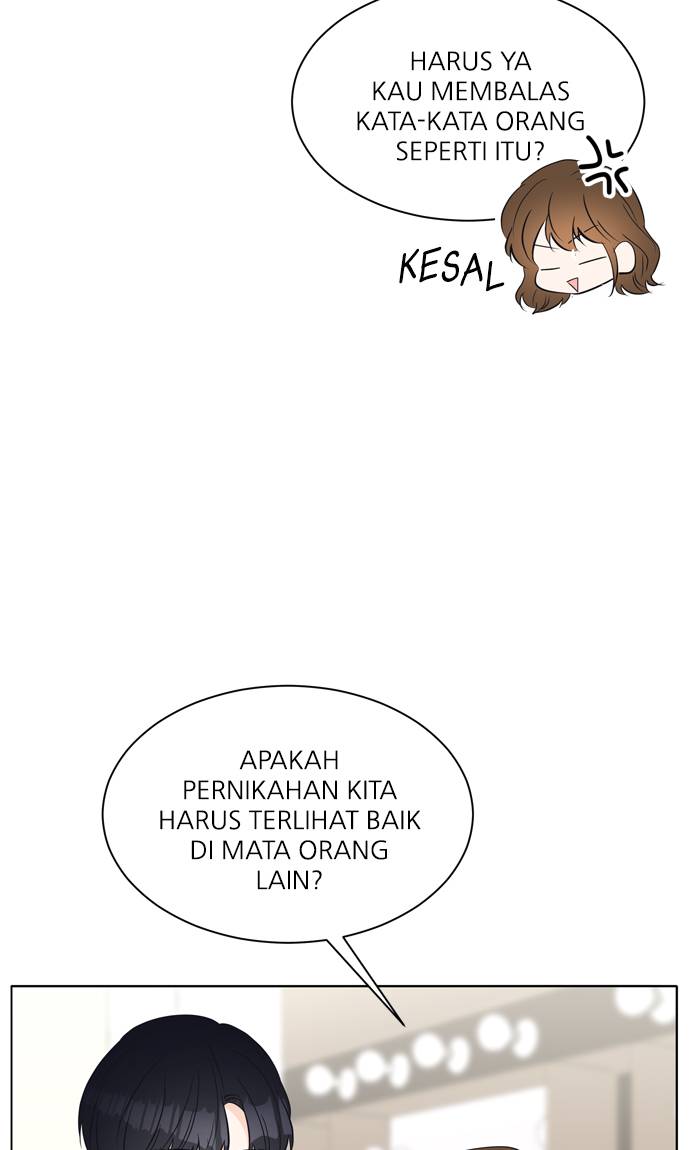 HARUS YA
KAU MEMBALAS
KATA-KATA ORANG
SEPERTI ITU?
KESAL
APAKAH
PERNIKAHAN KITA
HARUS TERLIHAT BAIK
DI MATA ORANG
LAIN?